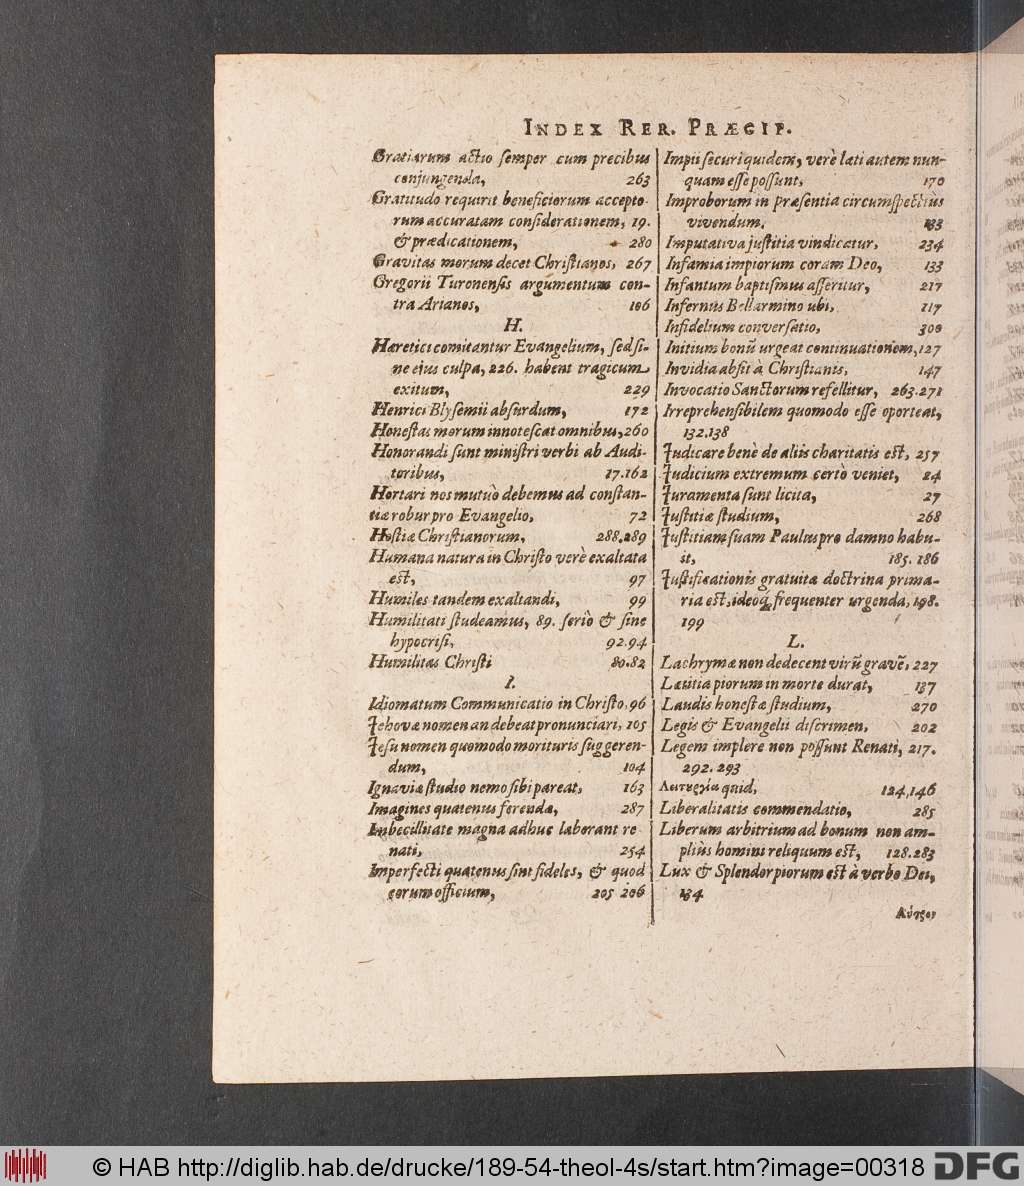 INDEX RER. PRÆCIP.
Gratiarum actio semper cum precibus
conjungenda, 263
Gratitudo requirit beneficiorum accepto-
rum accuratam considerationem, 19.
& prædicationem, 280
Gravitas morum decet Christianos, 267
Gregorii Turonensis argumentum con-
tra Arianos, 106
H.
Hæretici comitantur Evangelium, sed si-
ne ejus culpa, 226. habent tragicum
exitum, 229
Henrici Blysemii absurdum, 172
Honestas morum innotescat omnibus, 260
Honorandi sunt ministri verbi ab Audi-
toribus, 17.162
Hortari nos mutuò debemus ad constan-
tiæ robur pro Evangelio, 72
Hostiæ Christianorum, 288.289
Humana natura in Christo verè exaltata
est, 97
Humiles tandem exaltandi, 99
Humilitati studeamus, 89. seriò & sine
hypocrisi, 92.94
Humilitas Christi 80.82
I.
Idiomatum Communicatio in Christo, 96
Jehovæ nomen an debeat pronunciari, 105
Jesu nomen quomodo morituris suggeren-
dum, 104
Ignaviæ studio nemo sibi pareat, 163
Imagines quatenus ferendæ, 287
Imbecillitate magna adhuc laborant re-
nati, 254
Imperfecti quatenus sint fideles, & quod
eorum officium, 205 206
Impii securi quidem, verè læti autem nun-
quam esse possunt, 170
Improborum in præsentia circumspectiùs
vivendum, 133
Imputativa justitia vindicatur, 234
Infamia impiorum coram Deo, 133
Infantum baptismus asseritur, 217
Infernus Bellarmino ubi, 117
Infidelium conversatio, 300
Initium bonũ urgeat continuationem, 127
Invidia absit à Christianis, 147
Invocatio Sanctorum refellitur, 263.271
Irreprehensibilem quomodo esse oporteat,
132.138
Judicare benè de aliis charitatis est, 257
Judicium extremum certò veniet, 24
Juramenta sunt licita, 27
Justitiæ studium, 268
Justitiam suam Paulus pro damno habu-
it, 185. 186
Justificationis gratuitæ doctrina prima-
ria est, ideoq; frequenter urgenda, 198.
199
L.
Lachrymæ non dedecent virũ gravẽ, 227
Lætitia piorum in morte durat, 137
Laudis honestæ studium, 270
Legis & Evangelii discrimen, 202
Legem implere non possunt Renati, 217.
292. 293
Λειτυργία quid, 124,146
Liberalitatis commendatio, 285
Liberum arbitrium ad bonum non am-
pliùs homini reliquum est, 128.283
Lux & Splendor piorum est à verbo Dei,
134
© HAB http://diglib.hab.de/drucke/189-54-theol-4s/start.htm?image=00318 DFG